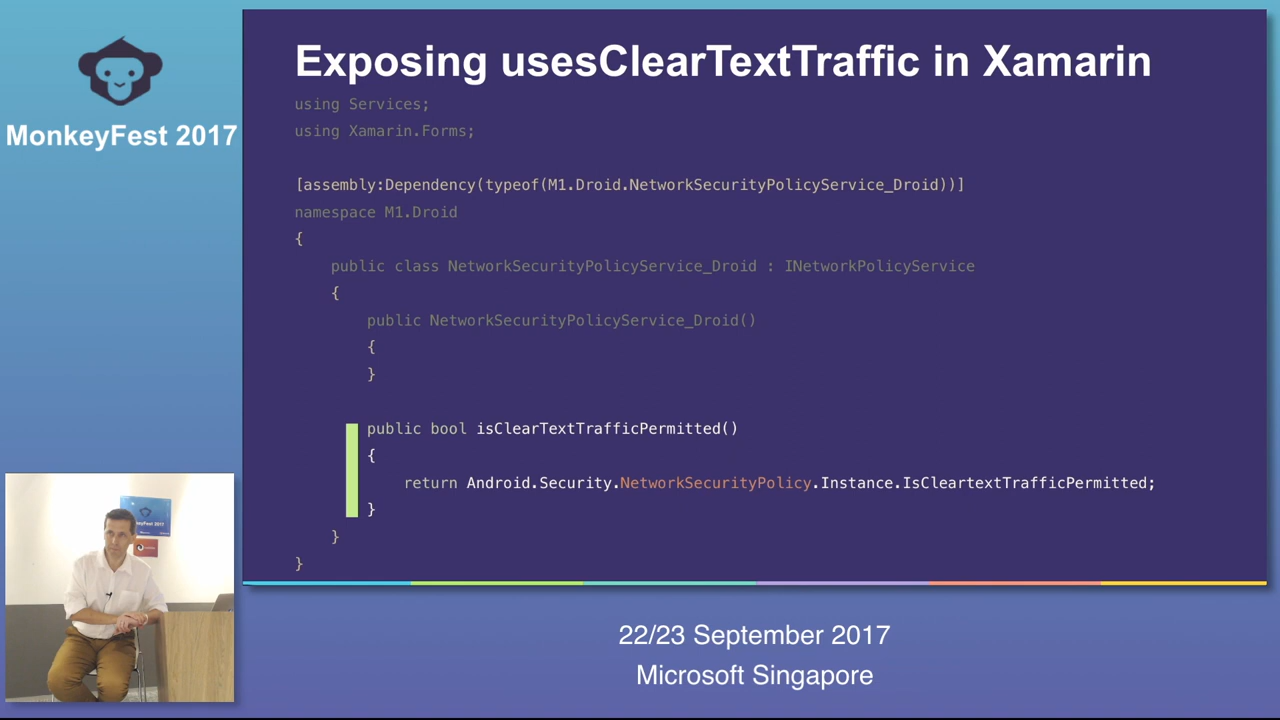 MonkeyFest 2017
Exposing usesClearTextTraffic in Xamarin
using Services;
using Xamarin.Forms;
[assembly:Dependency(typeof(M1.Droid.NetworkSecurityPolicyService_Droid))]
namespace M1.Droid
{
public class NetworkSecurityPolicyService_Droid : INetworkPolicyService
{
public NetworkSecurityPolicyService_Droid()
{
}
public bool isClearTextTrafficPermitted()
{
return Android.Security.NetworkSecurityPolicy.Instance.IsCleartextTrafficPermitted;
}
}
}
22/23 September 2017
Microsoft Singapore